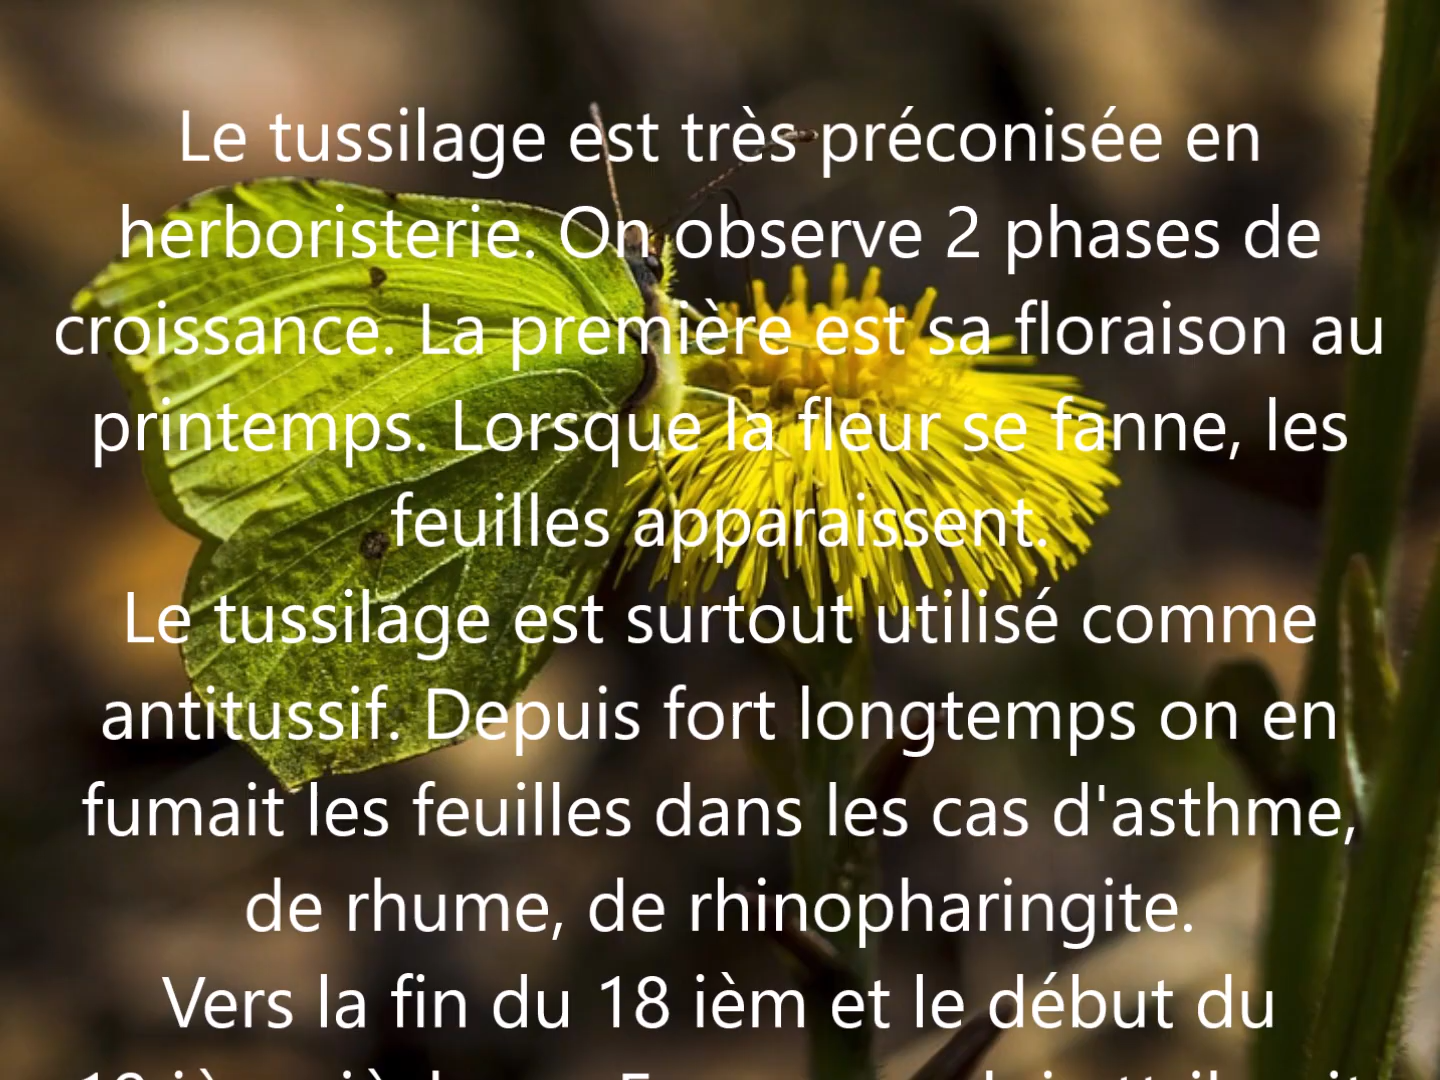 Le tussilage est très préconisée en
herboristerie. On observe 2 phases de
croissance. La première est sa floraison au
printemps. Lorsque la fleur se fanne, les
feuilles apparaissent.
Le tussilage est surtout utilisé comme
antitussif. Depuis fort longtemps on en
fumait les feuilles dans les cas d'asthme,
de rhume, de rhinopharingite.
Vers la fin du 18 ièm et le début du